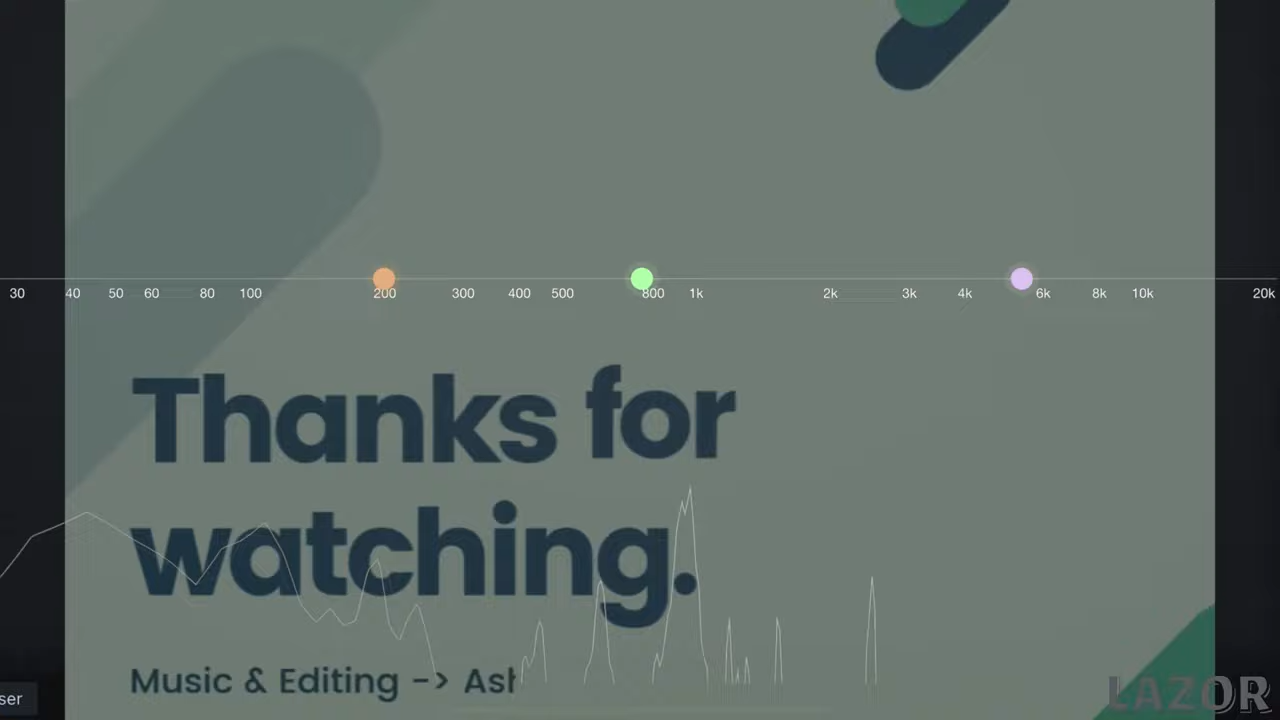 30 40 50 60 80 100 200 300 400 500 800 1k 2k 3k 4k 6k 8k 10k 20k
Thanks for
watching.
Music & Editing -> Ash
ser
LAZOR